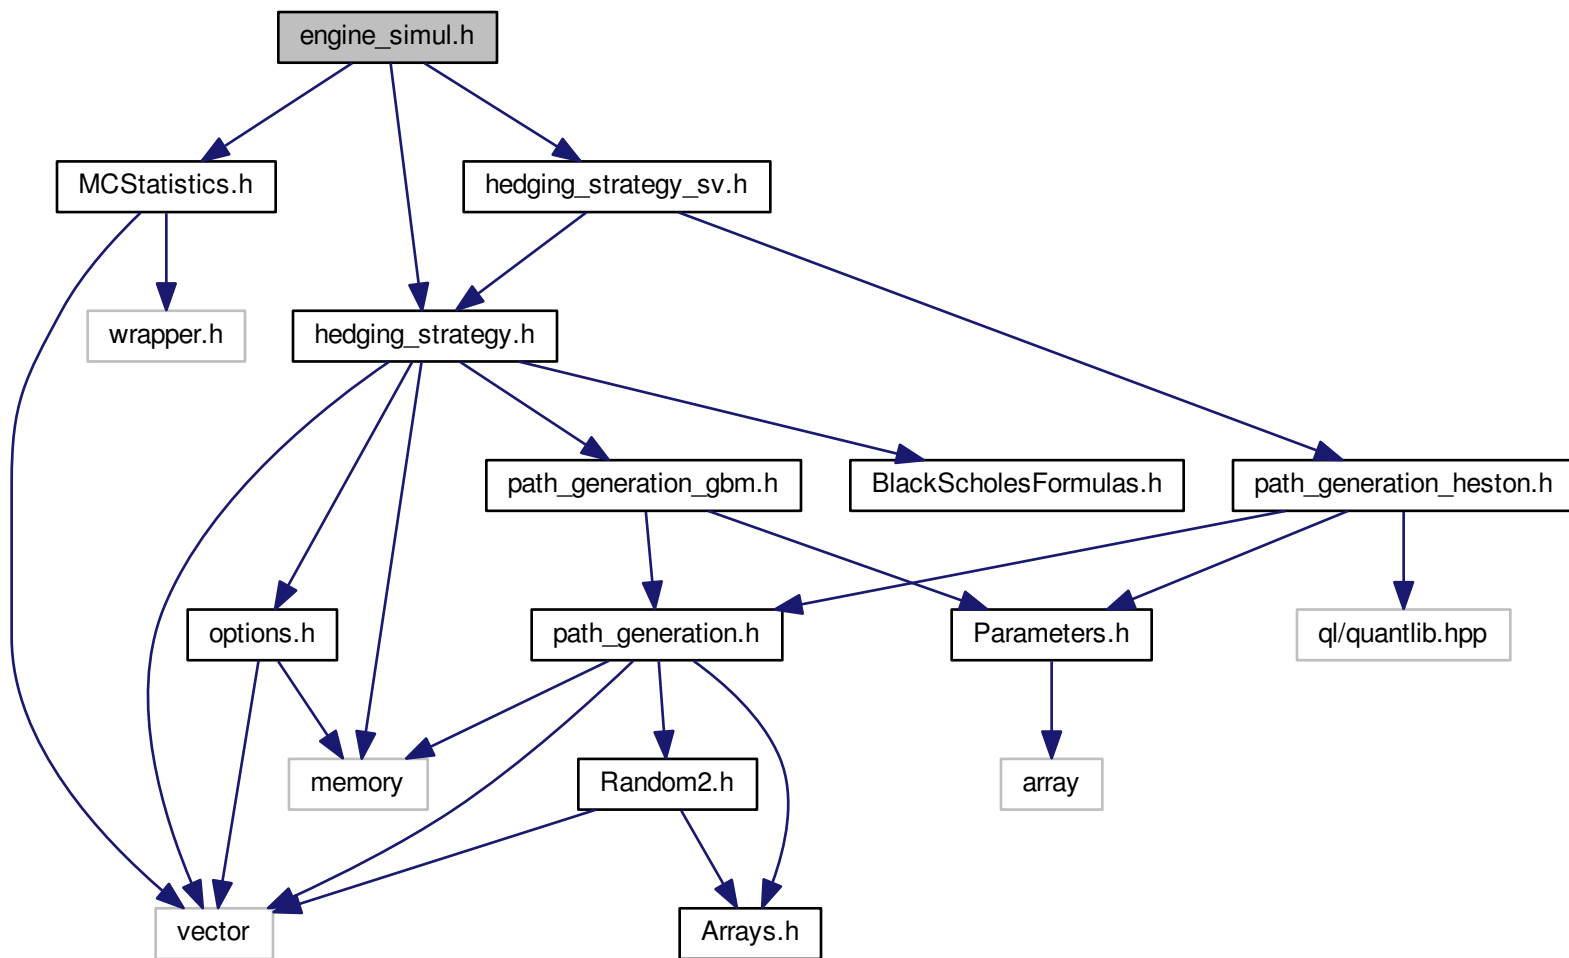 engine_simul.h
MCStatistics.h
hedging_strategy_sv.h
wrapper.h
hedging_strategy.h
path_generation_gbm.h
BlackScholesFormulas.h
path_generation_heston.h
options.h
path_generation.h
Parameters.h
ql/quantlib.hpp
memory
Random2.h
array
vector
Arrays.h